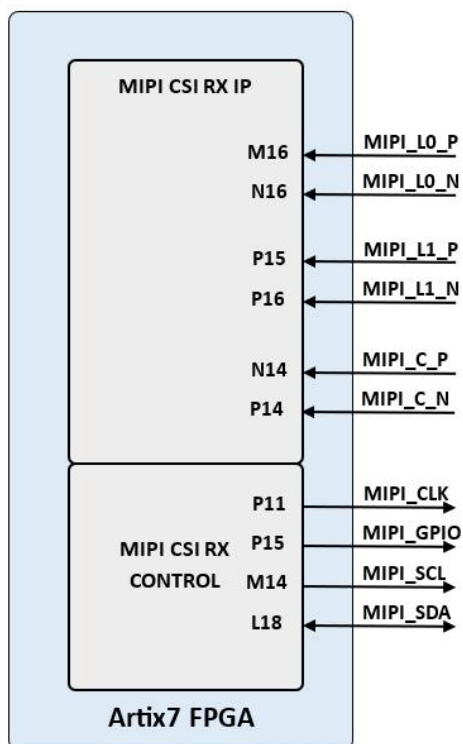 MIPI CSI RX IP
M16 MIPI_L0_P
N16 MIPI_L0_N
P15 MIPI_L1_P
P16 MIPI_L1_N
N14 MIPI_C_P
P14 MIPI_C_N
P11 MIPI_CLK
MIPI CSI RX
CONTROL
P15 MIPI_GPIO
M14 MIPI_SCL
L18 MIPI_SDA
Artix7 FPGA